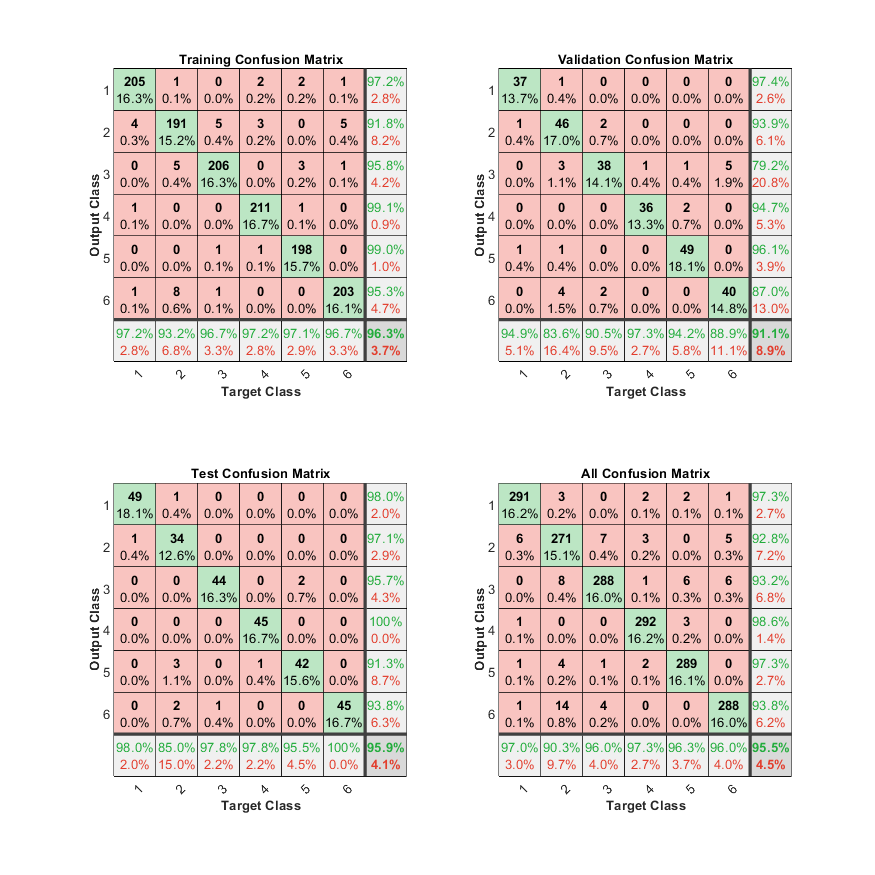 Training Confusion Matrix
205 1 0 2 2 1 97.2%
1
16.3% 0.1% 0.0% 0.2% 0.2% 0.1% 2.8%
4 191 5 3 0 5 91.8%
2
0.3% 15.2% 0.4% 0.2% 0.0% 0.4% 8.2%
0 5 206 0 3 1 95.8%
3
0.0% 0.4% 16.3% 0.0% 0.2% 0.1% 4.2%
1 0 0 211 1 0 99.1%
4
0.1% 0.0% 0.0% 16.7% 0.1% 0.0% 0.9%
0 0 1 1 198 0 99.0%
5
0.0% 0.0% 0.1% 0.1% 15.7% 0.0% 1.0%
1 8 1 0 0 203 95.3%
6
0.1% 0.6% 0.1% 0.0% 0.0% 16.1% 4.7%
97.2% 93.2% 96.7% 97.2% 97.1% 96.7% 96.3%
2.8% 6.8% 3.3% 2.8% 2.9% 3.3% 3.7%
1 2 3 4 5 6
Target Class
Output Class
Validation Confusion Matrix
37 1 0 0 0 0 97.4%
1
13.7% 0.4% 0.0% 0.0% 0.0% 0.0% 2.6%
1 46 2 0 0 0 93.9%
2
0.4% 17.0% 0.7% 0.0% 0.0% 0.0% 6.1%
0 3 38 1 1 5 79.2%
3
0.0% 1.1% 14.1% 0.4% 0.4% 1.9% 20.8%
0 0 0 36 2 0 94.7%
4
0.0% 0.0% 0.0% 13.3% 0.7% 0.0% 5.3%
1 1 0 0 49 0 96.1%
5
0.4% 0.4% 0.0% 0.0% 18.1% 0.0% 3.9%
0 4 2 0 0 40 87.0%
6
0.0% 1.5% 0.7% 0.0% 0.0% 14.8% 13.0%
94.9% 83.6% 90.5% 97.3% 94.2% 88.9% 91.1%
5.1% 16.4% 9.5% 2.7% 5.8% 11.1% 8.9%
1 2 3 4 5 6
Target Class
Output Class
Test Confusion Matrix
49 1 0 0 0 0 98.0%
1
18.1% 0.4% 0.0% 0.0% 0.0% 0.0% 2.0%
1 34 0 0 0 0 97.1%
2
0.4% 12.6% 0.0% 0.0% 0.0% 0.0% 2.9%
0 0 44 0 2 0 95.7%
3
0.0% 0.0% 16.3% 0.0% 0.7% 0.0% 4.3%
0 0 0 45 0 0 100%
4
0.0% 0.0% 0.0% 16.7% 0.0% 0.0% 0.0%
0 3 0 1 42 0 91.3%
5
0.0% 1.1% 0.0% 0.4% 15.6% 0.0% 8.7%
0 2 1 0 0 45 93.8%
6
0.0% 0.7% 0.4% 0.0% 0.0% 16.7% 6.3%
98.0% 85.0% 97.8% 97.8% 95.5% 100% 95.9%
2.0% 15.0% 2.2% 2.2% 4.5% 0.0% 4.1%
1 2 3 4 5 6
Target Class
Output Class
All Confusion Matrix
291 3 0 2 2 1 97.3%
1
16.2% 0.2% 0.0% 0.1% 0.1% 0.1% 2.7%
6 271 7 3 0 5 92.8%
2
0.3% 15.1% 0.4% 0.2% 0.0% 0.3% 7.2%
0 8 288 1 6 6 93.2%
3
0.0% 0.4% 16.0% 0.1% 0.3% 0.3% 6.8%
1 0 0 292 3 0 98.6%
4
0.1% 0.0% 0.0% 16.2% 0.2% 0.0% 1.4%
1 4 1 2 289 0 97.3%
5
0.1% 0.2% 0.1% 0.1% 16.1% 0.0% 2.7%
1 14 4 0 0 288 93.8%
6
0.1% 0.8% 0.2% 0.0% 0.0% 16.0% 6.2%
97.0% 90.3% 96.0% 97.3% 96.3% 96.0% 95.5%
3.0% 9.7% 4.0% 2.7% 3.7% 4.0% 4.5%
1 2 3 4 5 6
Target Class
Output Class